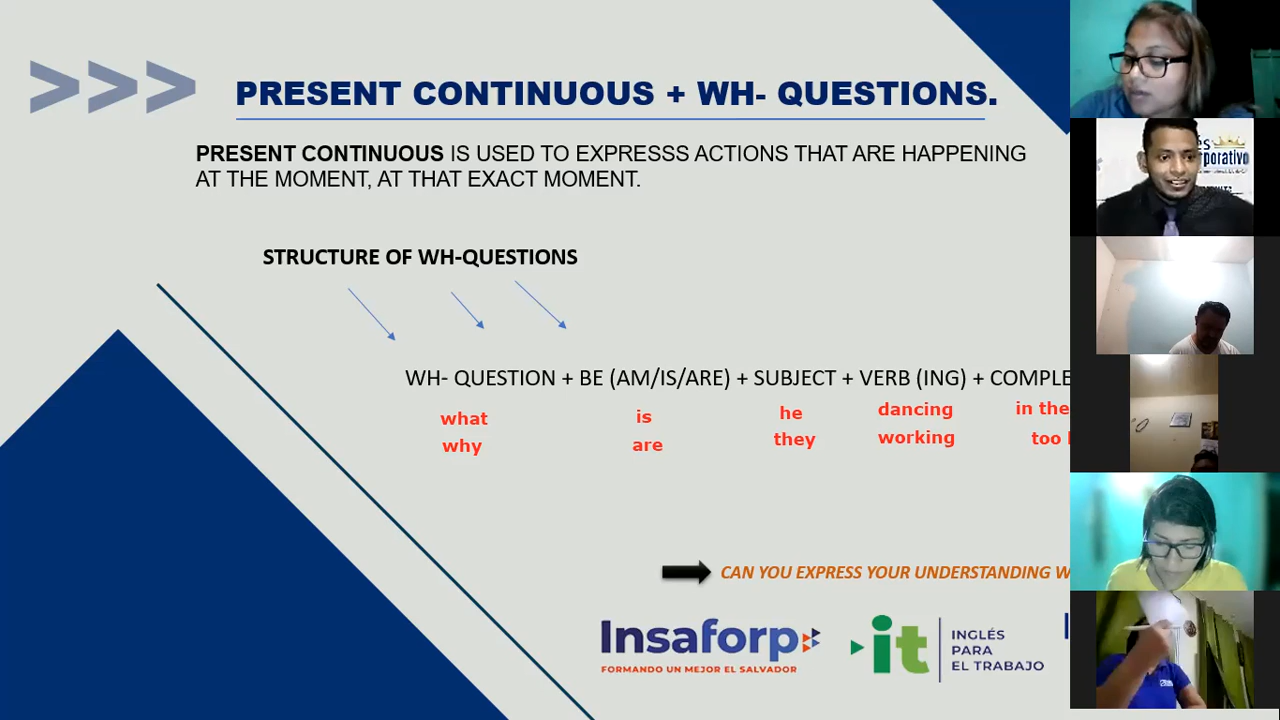 >>> PRESENT CONTINUOUS + WH- QUESTIONS.
PRESENT CONTINUOUS IS USED TO EXPRESSS ACTIONS THAT ARE HAPPENING
AT THE MOMENT, AT THAT EXACT MOMENT.
STRUCTURE OF WH-QUESTIONS
WH- QUESTION + BE (AM/IS/ARE) + SUBJECT + VERB (ING) + COMPLE
what is he dancing in the
why are they working too
CAN YOU EXPRESS YOUR UNDERSTANDING W
Insaforp
FORMANDO UN MEJOR EL SALVADOR
it
INGLÉS
PARA
EL TRABAJO